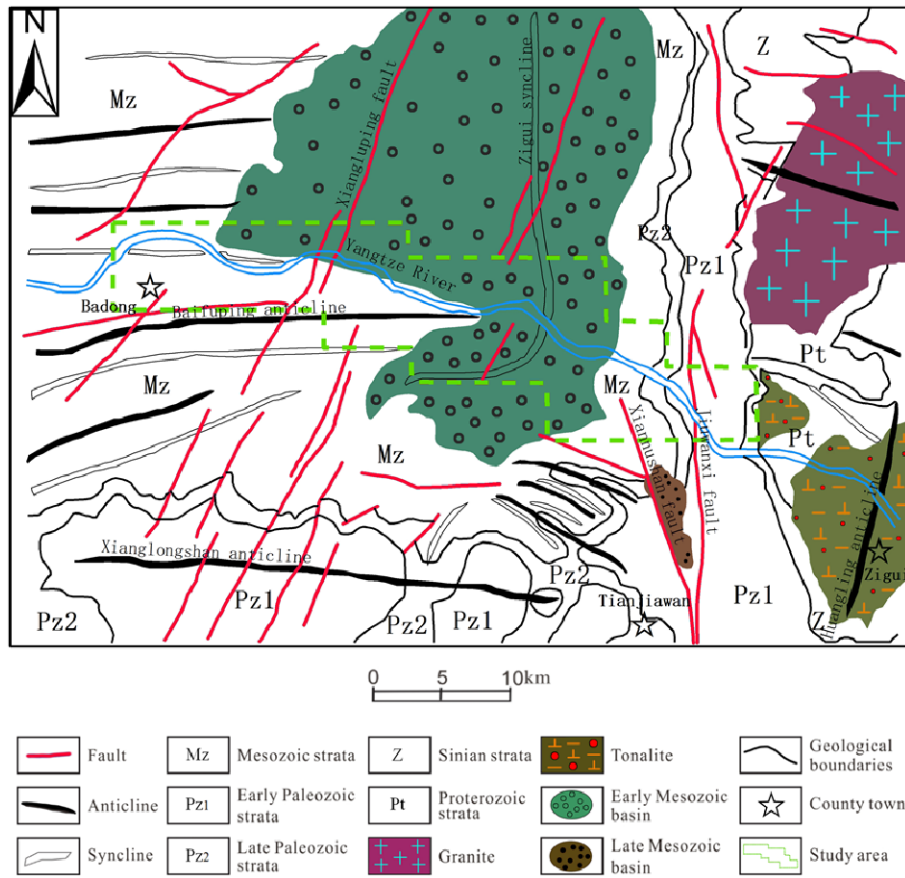 N
Mz
Mz
Z
Xiangluping fault
Zigui syncline
Pz2
Pz1
Yangtze River
Badong
Baifuping anticline
Mz
Mz
Pt
Pt
Mz
Xiannushan fault
Jiuwanxi fault
Huangling anticline
Zigui
Xianglongshan anticline
Pz2
Pz1
Pz2
Pz1
Pz2
Tianjiawan
Pz1
Z
0 5 10km
Fault
Mz Mesozoic strata
Z Sinian strata
Tonalite
Geological boundaries
Anticline
Pz1 Early Paleozoic strata
Pt Proterozoic strata
Early Mesozoic basin
County town
Syncline
Pz2 Late Paleozoic strata
Granite
Late Mesozoic basin
Study area